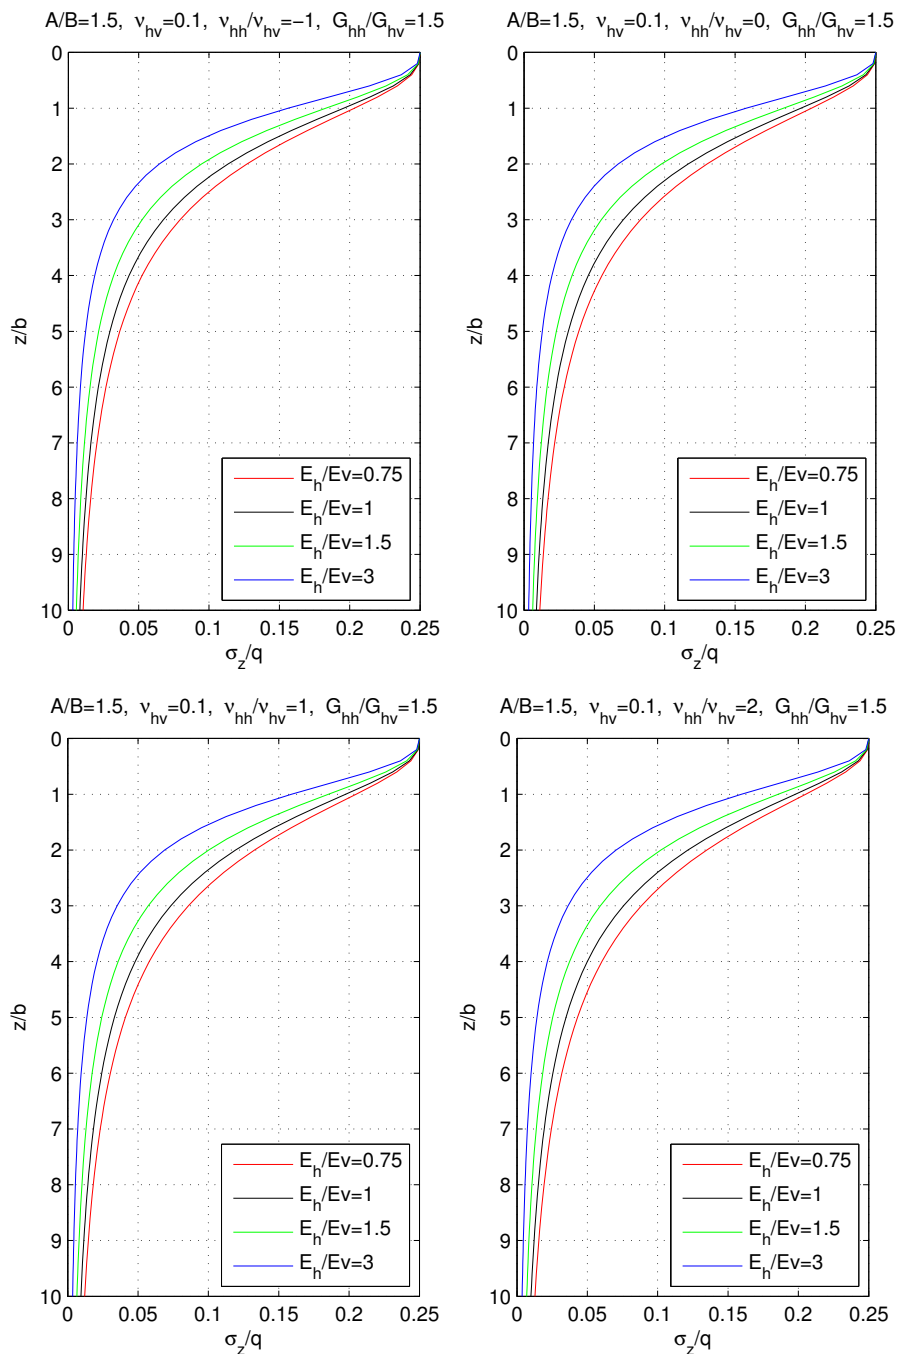 A/B=1.5, ν_hv=0.1, ν_hh/ν_hv=−1, G_hh/G_hv=1.5
0
1
2
3
4
5
6
7
8
9
10
z/b
E_h/Ev=0.75
E_h/Ev=1
E_h/Ev=1.5
E_h/Ev=3
0 0.05 0.1 0.15 0.2 0.25
σ_z/q
A/B=1.5, ν_hv=0.1, ν_hh/ν_hv=0, G_hh/G_hv=1.5
0
1
2
3
4
5
6
7
8
9
10
z/b
E_h/Ev=0.75
E_h/Ev=1
E_h/Ev=1.5
E_h/Ev=3
0 0.05 0.1 0.15 0.2 0.25
σ_z/q
A/B=1.5, ν_hv=0.1, ν_hh/ν_hv=1, G_hh/G_hv=1.5
0
1
2
3
4
5
6
7
8
9
10
z/b
E_h/Ev=0.75
E_h/Ev=1
E_h/Ev=1.5
E_h/Ev=3
0 0.05 0.1 0.15 0.2 0.25
σ_z/q
A/B=1.5, ν_hv=0.1, ν_hh/ν_hv=2, G_hh/G_hv=1.5
0
1
2
3
4
5
6
7
8
9
10
z/b
E_h/Ev=0.75
E_h/Ev=1
E_h/Ev=1.5
E_h/Ev=3
0 0.05 0.1 0.15 0.2 0.25
σ_z/q